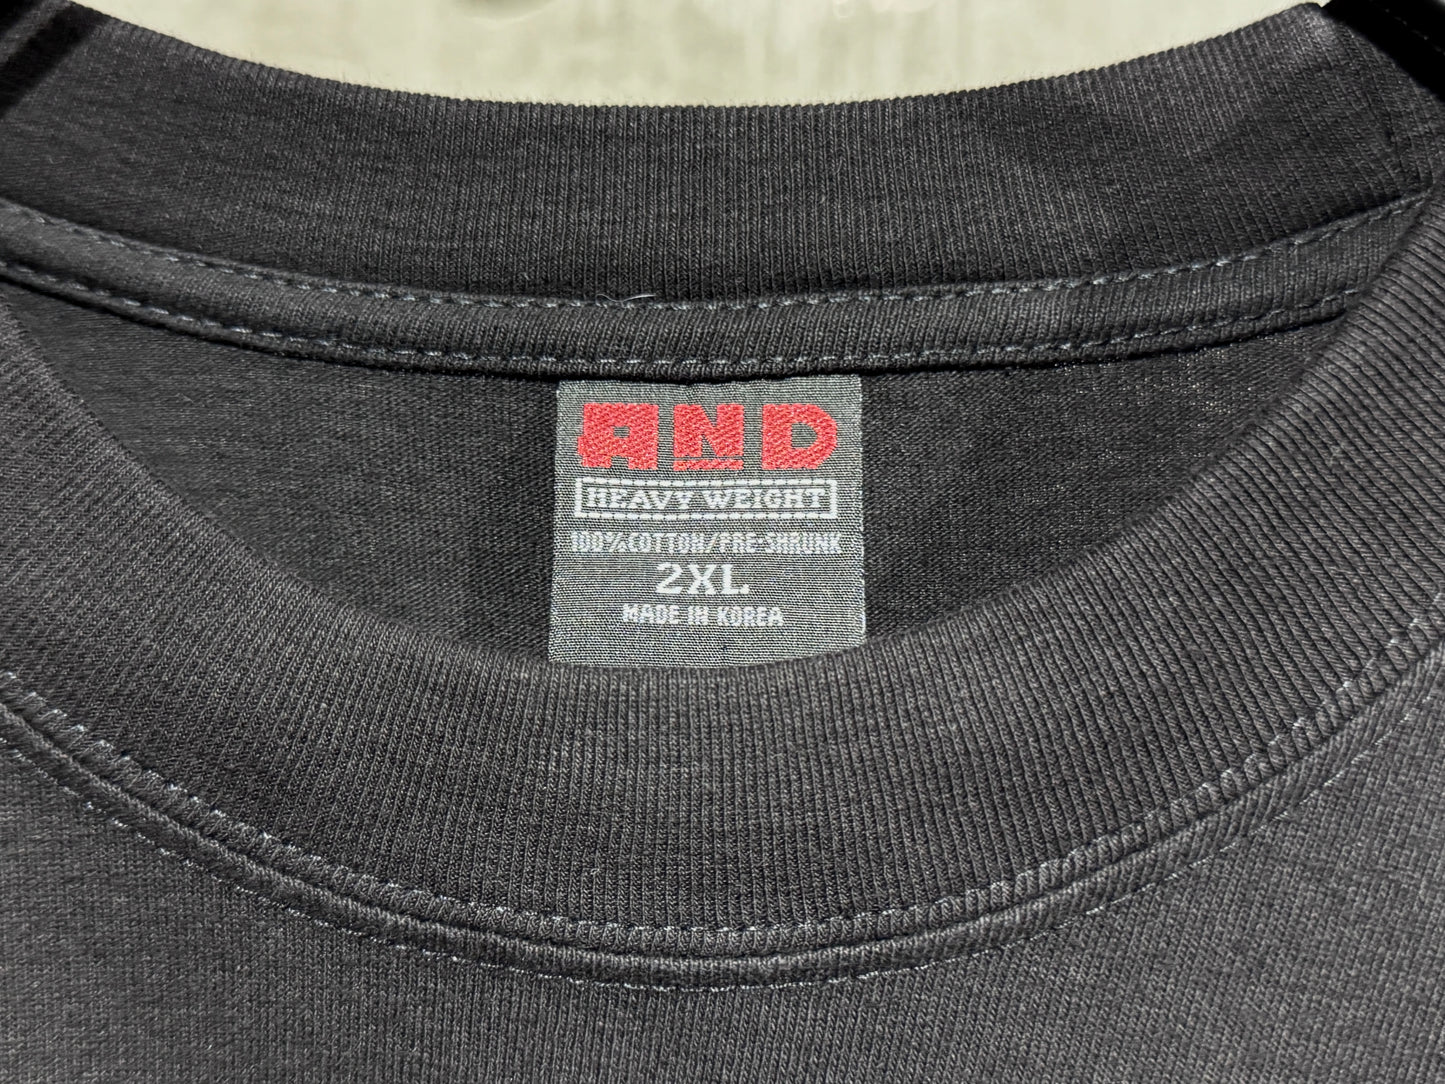 AND
HEAVY WEIGHT
100%COTTON/PRE-SHRUNK
2XL
MADE IN KOREA